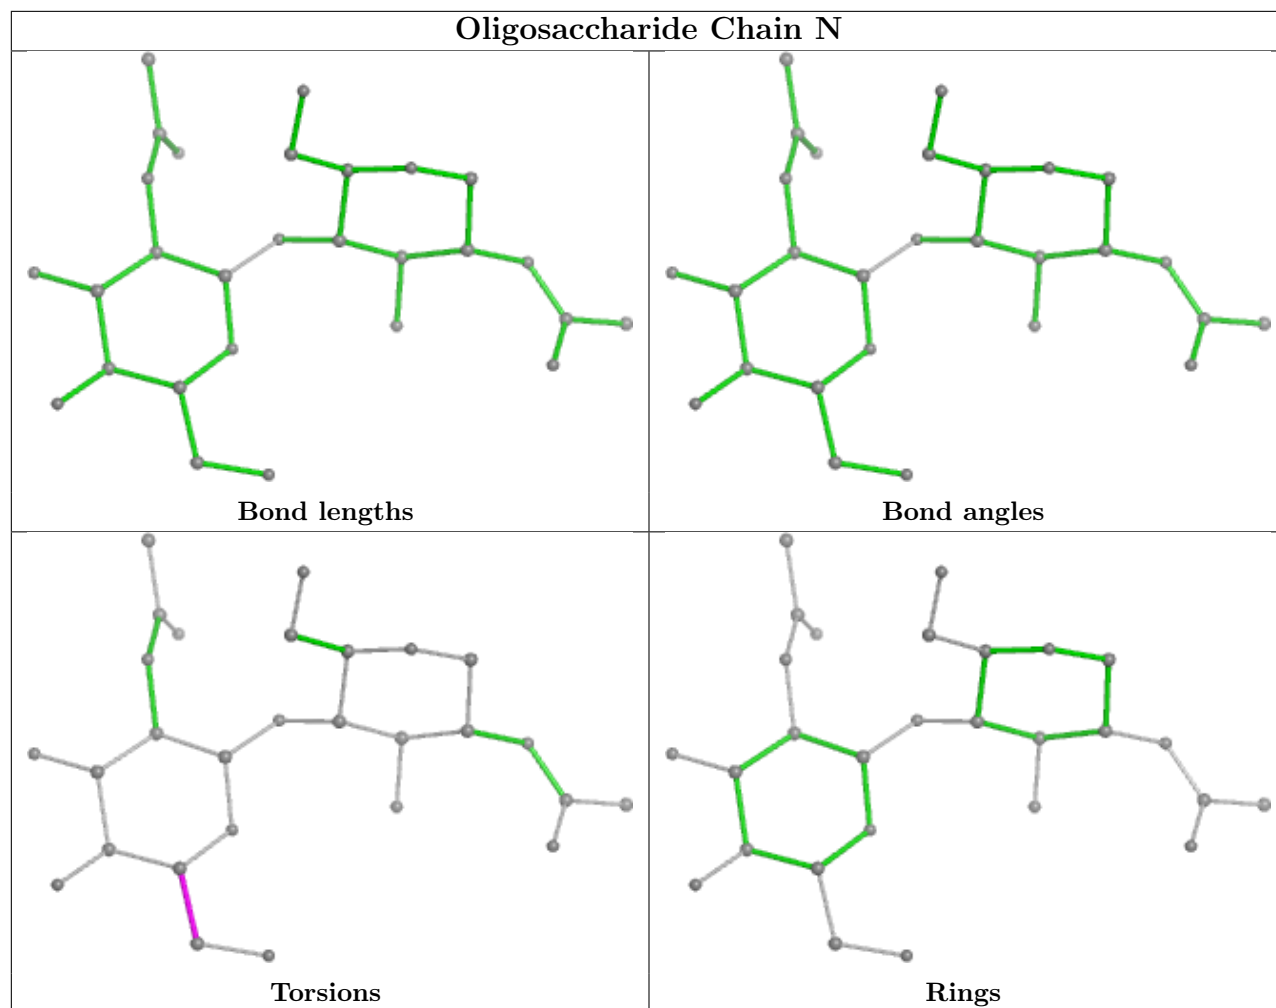 Oligosaccharide Chain N
Bond lengths
Bond angles
Torsions
Rings